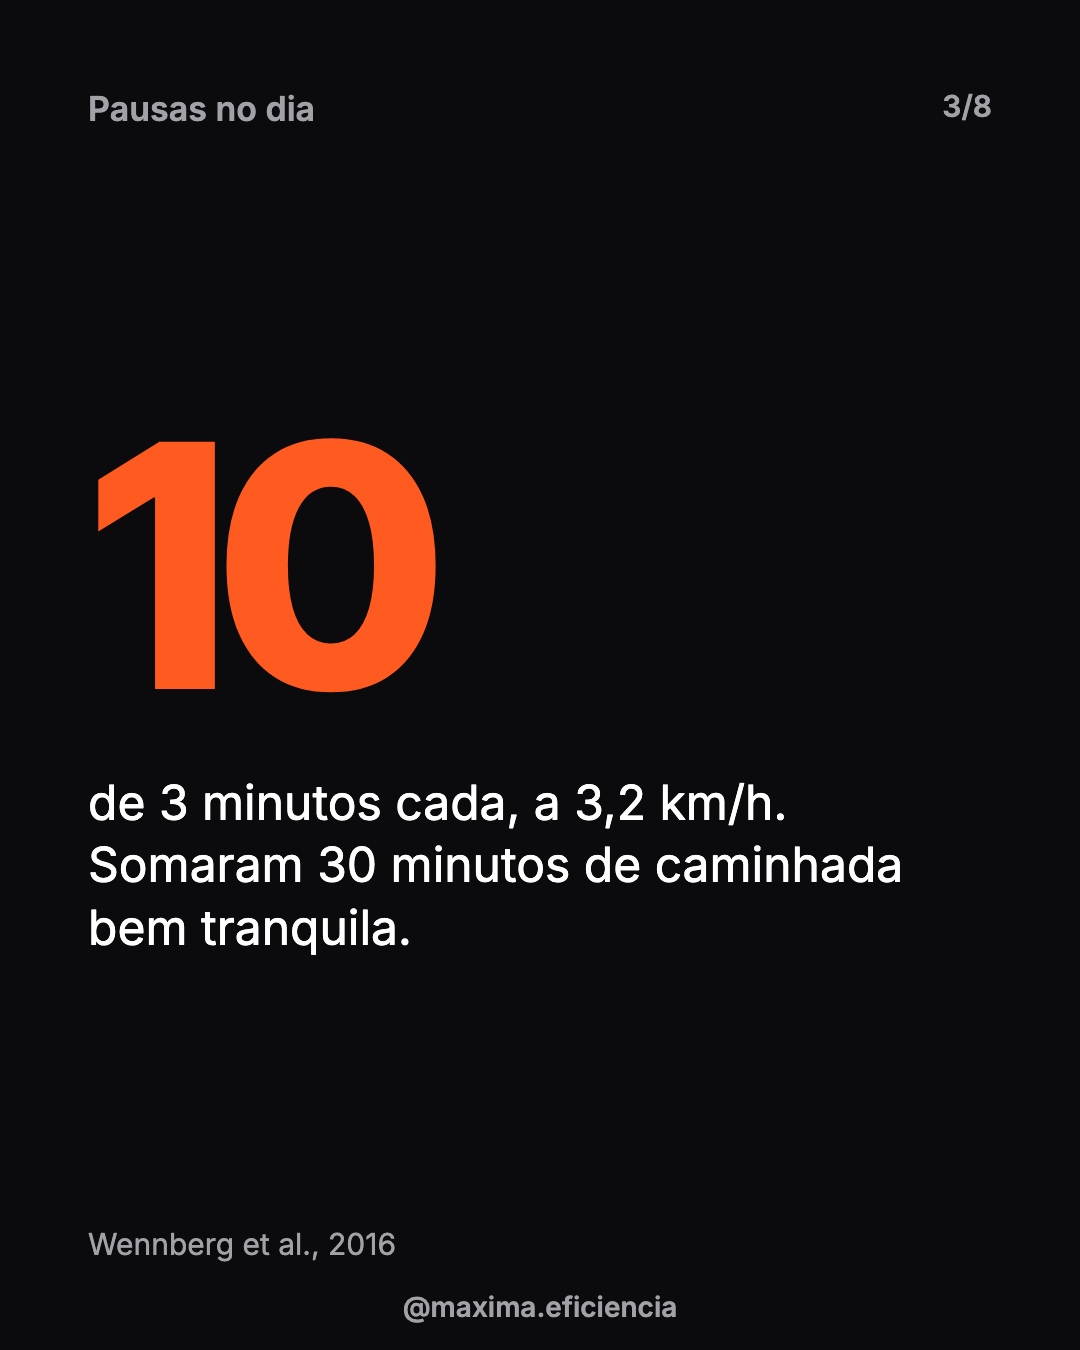 Pausas no dia
3/8
10
de 3 minutos cada, a 3,2 km/h.
Somaram 30 minutos de caminhada
bem tranquila.
Wennberg et al., 2016
@maxima.eficiencia